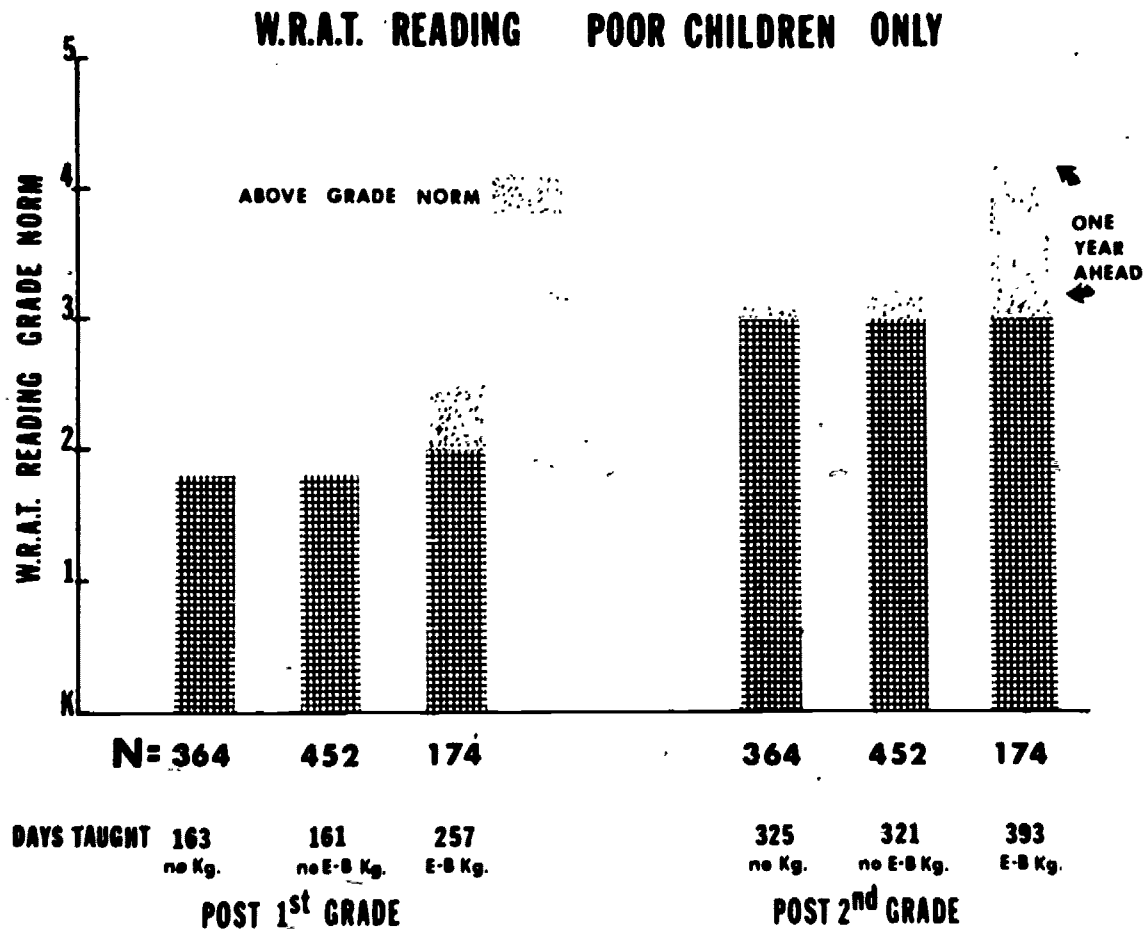 W.R.A.T. READING POOR CHILDREN ONLY
5
4
3
2
1
K
W.R.A.T. READING GRADE NORM
ABOVE GRADE NORM
ONE
YEAR
AHEAD
N= 364 452 174 364 452 174
DAYS TAUGHT 163 161 257 325 321 393
no Kg. no E-B Kg. E-B Kg. no Kg. no E-B Kg. E-B Kg.
POST 1st GRADE POST 2nd GRADE